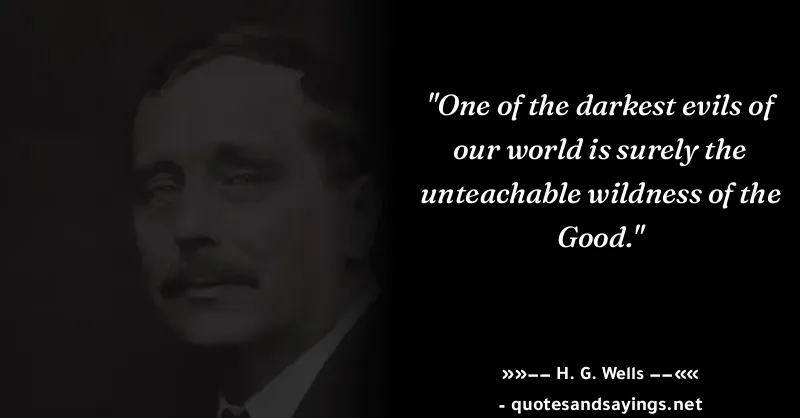 "One of the darkest evils of
our world is surely the
unteachable wildness of the
Good."
»»−− H. G. Wells −−««
- quotesandsayings.net